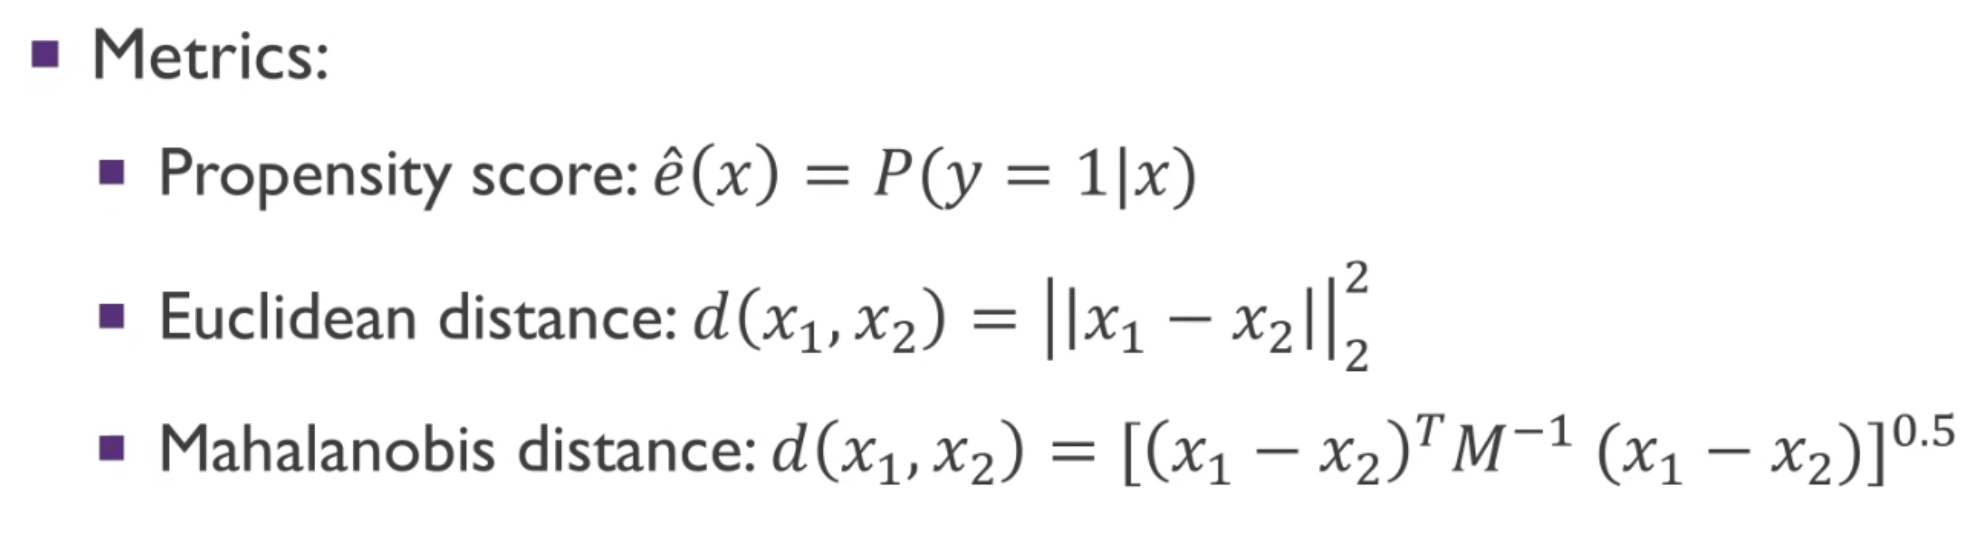 ▪ Metrics:
▪ Propensity score: ê(x) = P(y = 1|x)
▪ Euclidean distance: d(x₁, x₂) = ||x₁ − x₂||₂²
▪ Mahalanobis distance: d(x₁, x₂) = [(x₁ − x₂)ᵀM⁻¹ (x₁ − x₂)]⁰·⁵